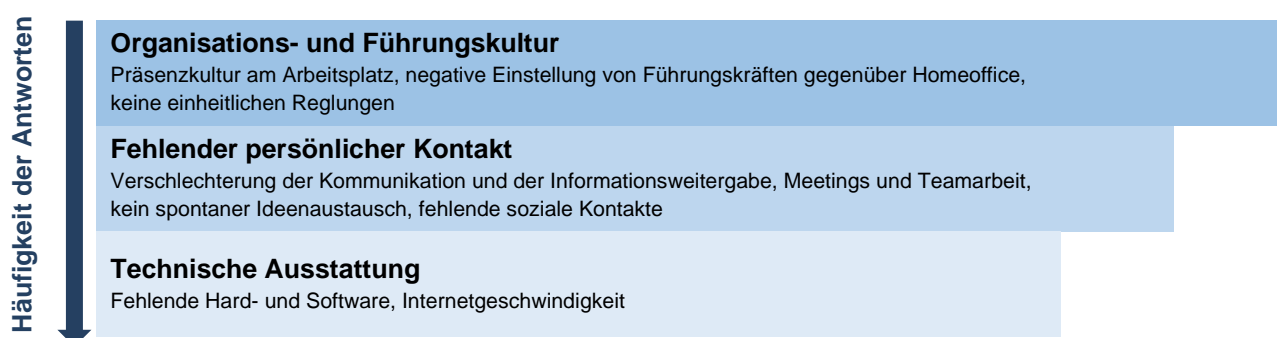 Häufigkeit der Antworten
Organisations- und Führungskultur
Präsenzkultur am Arbeitsplatz, negative Einstellung von Führungskräften gegenüber Homeoffice,
keine einheitlichen Reglungen
Fehlender persönlicher Kontakt
Verschlechterung der Kommunikation und der Informationsweitergabe, Meetings und Teamarbeit,
kein spontaner Ideenaustausch, fehlende soziale Kontakte
Technische Ausstattung
Fehlende Hard- und Software, Internetgeschwindigkeit